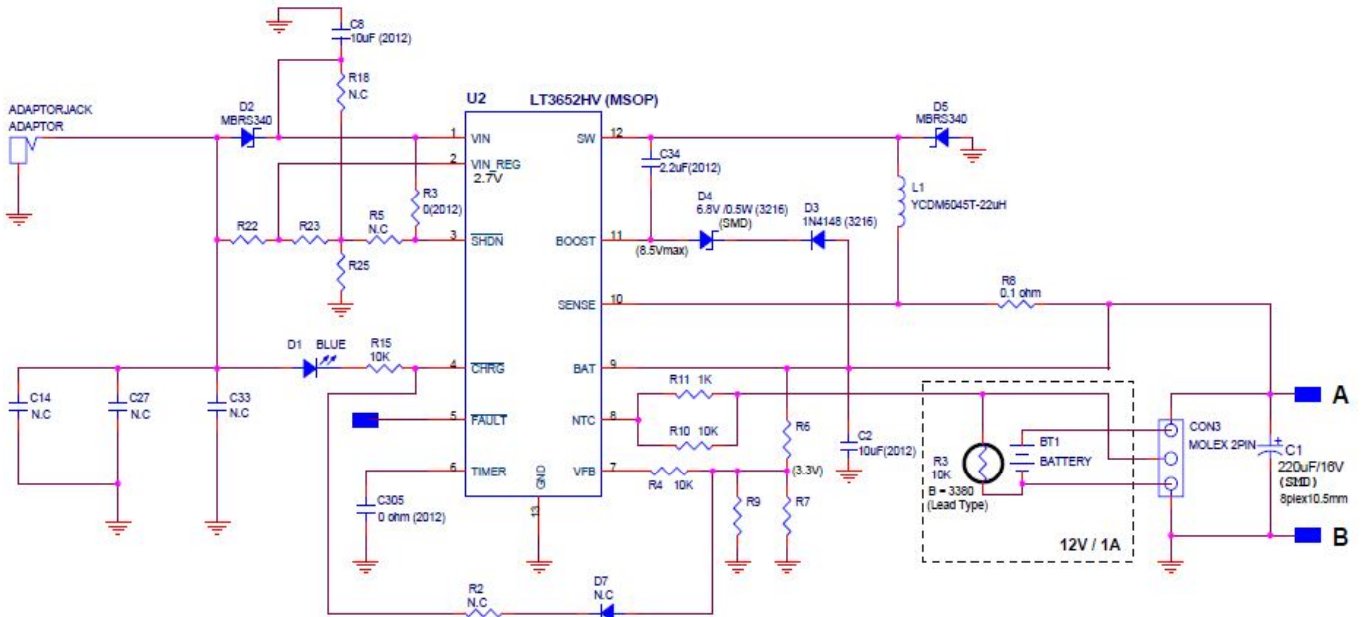 C8
10uF (2012)
R18
N.C
U2
LT3652HV (MSOP)
ADAPTORJACK
ADAPTOR
D2
MBRS340
D5
MBRS340
1
VIN
SW
12
2
VIN_REG
2.7V
C34
2.2uF(2012)
R3
0(2012)
L1
YCDM6045T-22uH
D4
6.8V /0.5W (3216)
(SMD)
D3
1N4148 (3216)
R22
R23
R5
N.C
3
SHDN
BOOST
11
(8.5Vmax)
R25
R8
0.1 ohm
SENSE
10
D1
BLUE
R15
10K
4
CHRG
BAT
9
C14
N.C
C27
N.C
C33
N.C
R11 1K
A
5
FAULT
NTC
8
R10 10K
R6
CON3
MOLEX 2PIN
C2
10uF(2012)
R3
10K
B = 3380
(Lead Type)
BT1
BATTERY
+
C1
220uF/16V
(SMD)
8piex10.5mm
6
TIMER
VFB
7
R4 10K
(3.3V)
GND
13
C305
0 ohm (2012)
R9
R7
12V / 1A
B
R2
N.C
D7
N.C